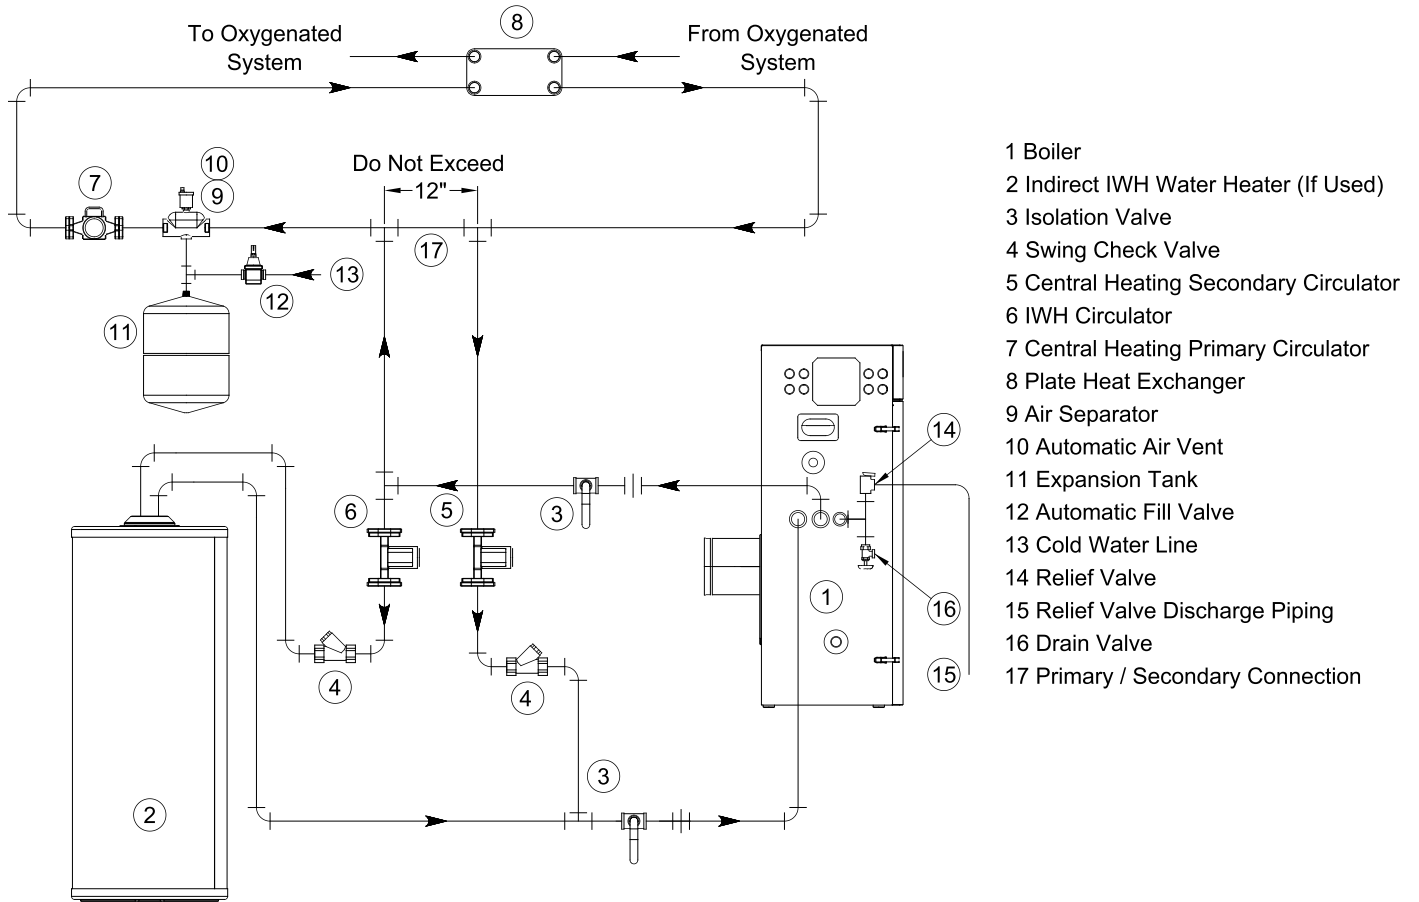 8
To Oxygenated
System
From Oxygenated
System
10
9
7
Do Not Exceed
12"
17
13
12
11
14
6
5
3
1
16
4
4
15
3
2
1 Boiler
2 Indirect IWH Water Heater (If Used)
3 Isolation Valve
4 Swing Check Valve
5 Central Heating Secondary Circulator
6 IWH Circulator
7 Central Heating Primary Circulator
8 Plate Heat Exchanger
9 Air Separator
10 Automatic Air Vent
11 Expansion Tank
12 Automatic Fill Valve
13 Cold Water Line
14 Relief Valve
15 Relief Valve Discharge Piping
16 Drain Valve
17 Primary / Secondary Connection